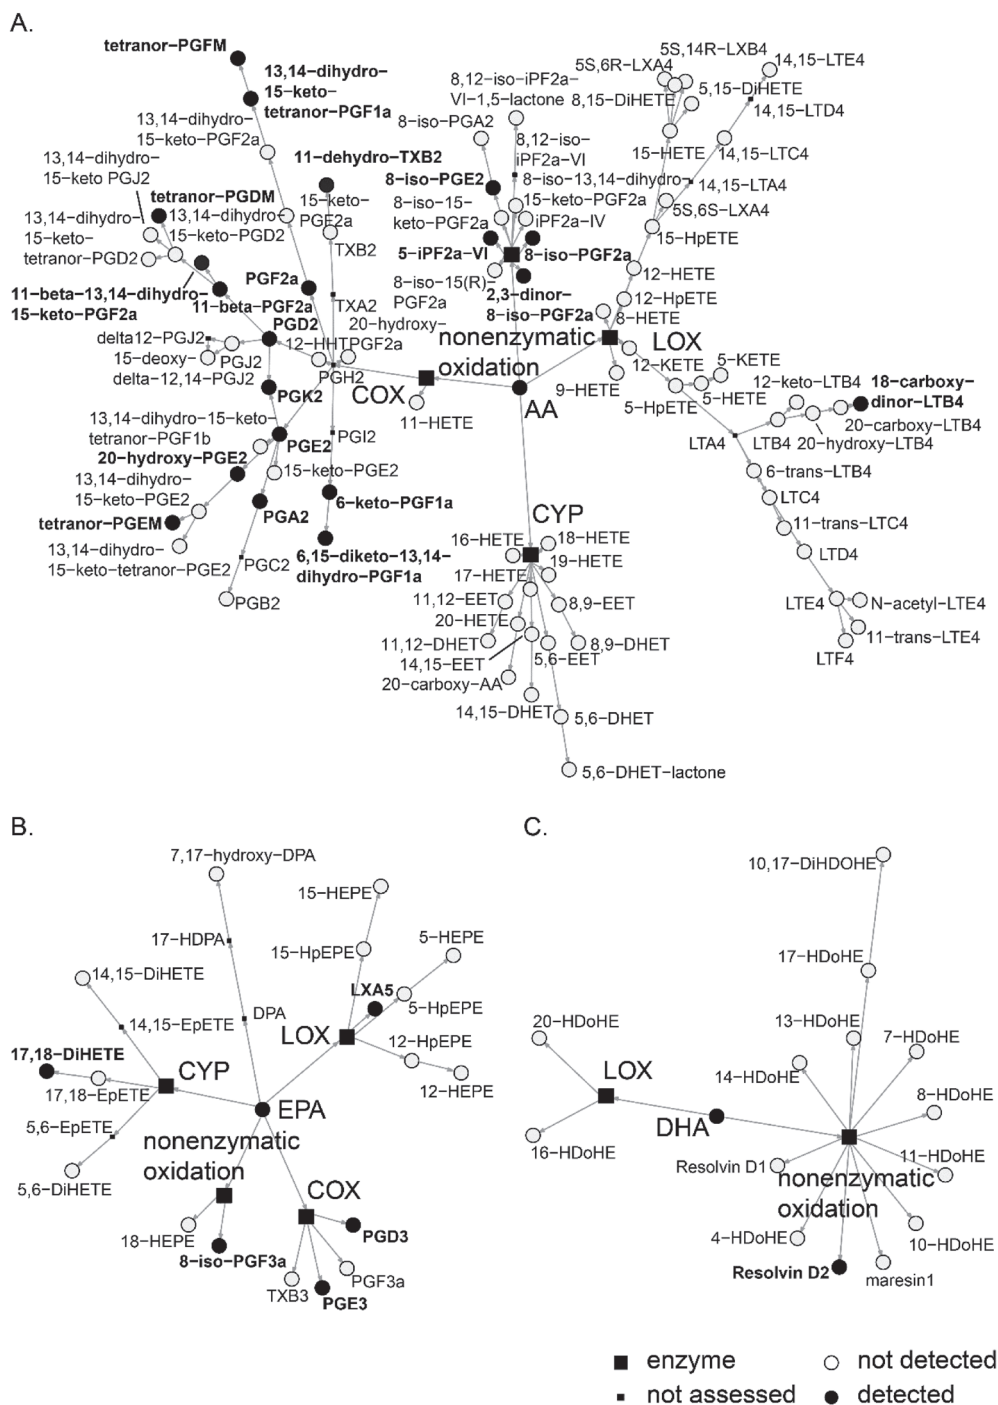 A.
tetranor−PGFM
13,14−dihydro−
15−keto−
tetranor−PGF1a
13,14−dihydro−
15−keto−PGF2a
13,14−dihydro−
15−keto PGJ2
tetranor−PGDM
13,14−dihydro−
15−keto−PGD2
13,14−dihydro−
15−keto−
tetranor−PGD2
11−beta−13,14−dihydro−
15−keto−PGF2a
11−beta−PGF2a
PGF2a
PGD2
11−dehydro−TXB2
15−keto−
PGE2a
TXB2
TXA2
20−hydroxy−
PGF2a
12−HHT
PGH2
delta12−PGJ2
15−deoxy−
delta−12,14−PGJ2
PGJ2
PGK2
13,14−dihydro−15−keto−
tetranor−PGF1b
PGE2
20−hydroxy−PGE2
13,14−dihydro−
15−keto−PGE2
15−keto−PGE2
tetranor−PGEM
PGA2
13,14−dihydro−
15−keto−tetranor−PGE2
PGC2
PGB2
PGI2
6−keto−PGF1a
6,15−diketo−13,14−
dihydro−PGF1a
COX
11−HETE
AA
nonenzymatic
oxidation
8,12−iso−iPF2a−
VI−1,5−lactone
8−iso−PGA2
8,12−iso−
iPF2a−VI
8−iso−PGE2
8−iso−13,14−dihydro−
15−keto−PGF2a
8−iso−15−
keto−PGF2a
iPF2a−IV
5−iPF2a−VI
8−iso−PGF2a
8−iso−15(R)−
PGF2a
2,3−dinor−
8−iso−PGF2a
5S,14R−LXB4
5S,6R−LXA4
14,15−LTE4
8,15−DiHETE
5,15−DiHETE
14,15−LTD4
15−HETE
14,15−LTC4
14,15−LTA4
5S,6S−LXA4
15−HpETE
12−HETE
12−HpETE
8−HETE
LOX
12−KETE
9−HETE
5−KETE
5−HETE
5−HpETE
12−keto−LTB4
18−carboxy−
dinor−LTB4
LTA4
LTB4
20−carboxy−LTB4
20−hydroxy−LTB4
6−trans−LTB4
LTC4
11−trans−LTC4
LTD4
LTE4
N−acetyl−LTE4
11−trans−LTE4
LTF4
CYP
16−HETE
18−HETE
19−HETE
17−HETE
11,12−EET
8,9−EET
20−HETE
11,12−DHET
8,9−DHET
14,15−EET
5,6−EET
20−carboxy−AA
14,15−DHET
5,6−DHET
5,6−DHET−lactone
B.
7,17−hydroxy−DPA
15−HEPE
17−HDPA
15−HpEPE
5−HEPE
14,15−DiHETE
LXA5
5−HpEPE
14,15−EpETE
DPA
LOX
12−HpEPE
17,18−DiHETE
CYP
12−HEPE
17,18−EpETE
EPA
5,6−EpETE
nonenzymatic
oxidation
5,6−DiHETE
COX
18−HEPE
PGD3
8−iso−PGF3a
PGF3a
TXB3
PGE3
C.
10,17−DiHDOHE
17−HDoHE
20−HDoHE
13−HDoHE
7−HDoHE
LOX
14−HDoHE
8−HDoHE
DHA
16−HDoHE
11−HDoHE
Resolvin D1
nonenzymatic
oxidation
4−HDoHE
10−HDoHE
Resolvin D2
maresin1
enzyme
not detected
not assessed
detected